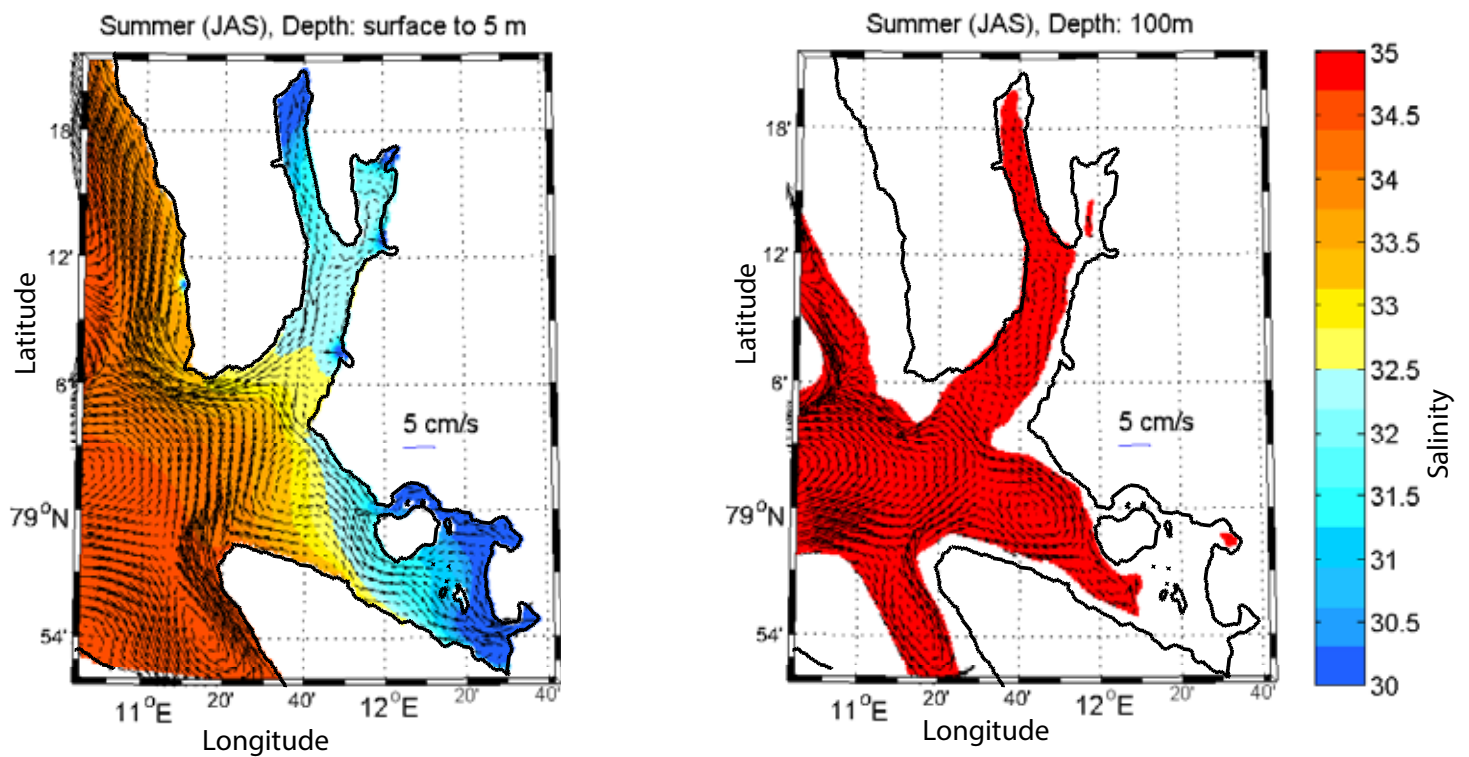 Summer (JAS), Depth: surface to 5 m
18'
12'
6'
79°N
54'
Latitude
5 cm/s
11°E
20'
40'
12°E
20'
40'
Longitude
Summer (JAS), Depth: 100m
18'
12'
6'
79°N
54'
Latitude
5 cm/s
11°E
20'
40'
12°E
20'
40'
Longitude
35
34.5
34
33.5
33
32.5
32
31.5
31
30.5
30
Salinity